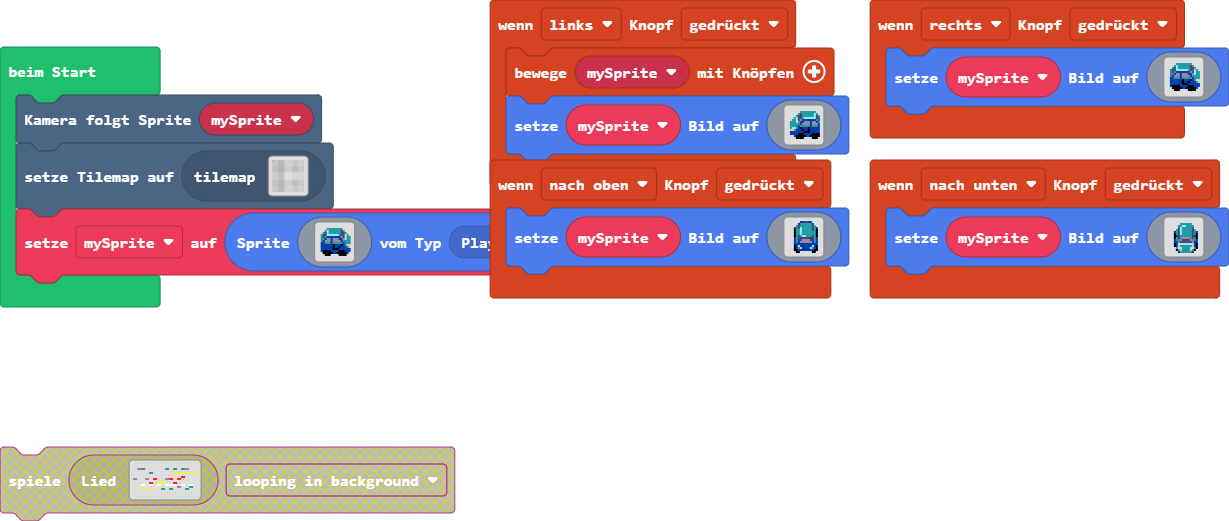 beim Start
Kamera folgt Sprite mySprite
setze Tilemap auf tilemap
setze mySprite auf Sprite vom Typ
wenn links Knopf gedrückt
bewege mySprite mit Knöpfen
setze mySprite Bild auf
wenn rechts Knopf gedrückt
setze mySprite Bild auf
wenn nach oben Knopf gedrückt
setze mySprite Bild auf
wenn nach unten Knopf gedrückt
setze mySprite Bild auf
spiele Lied looping in background